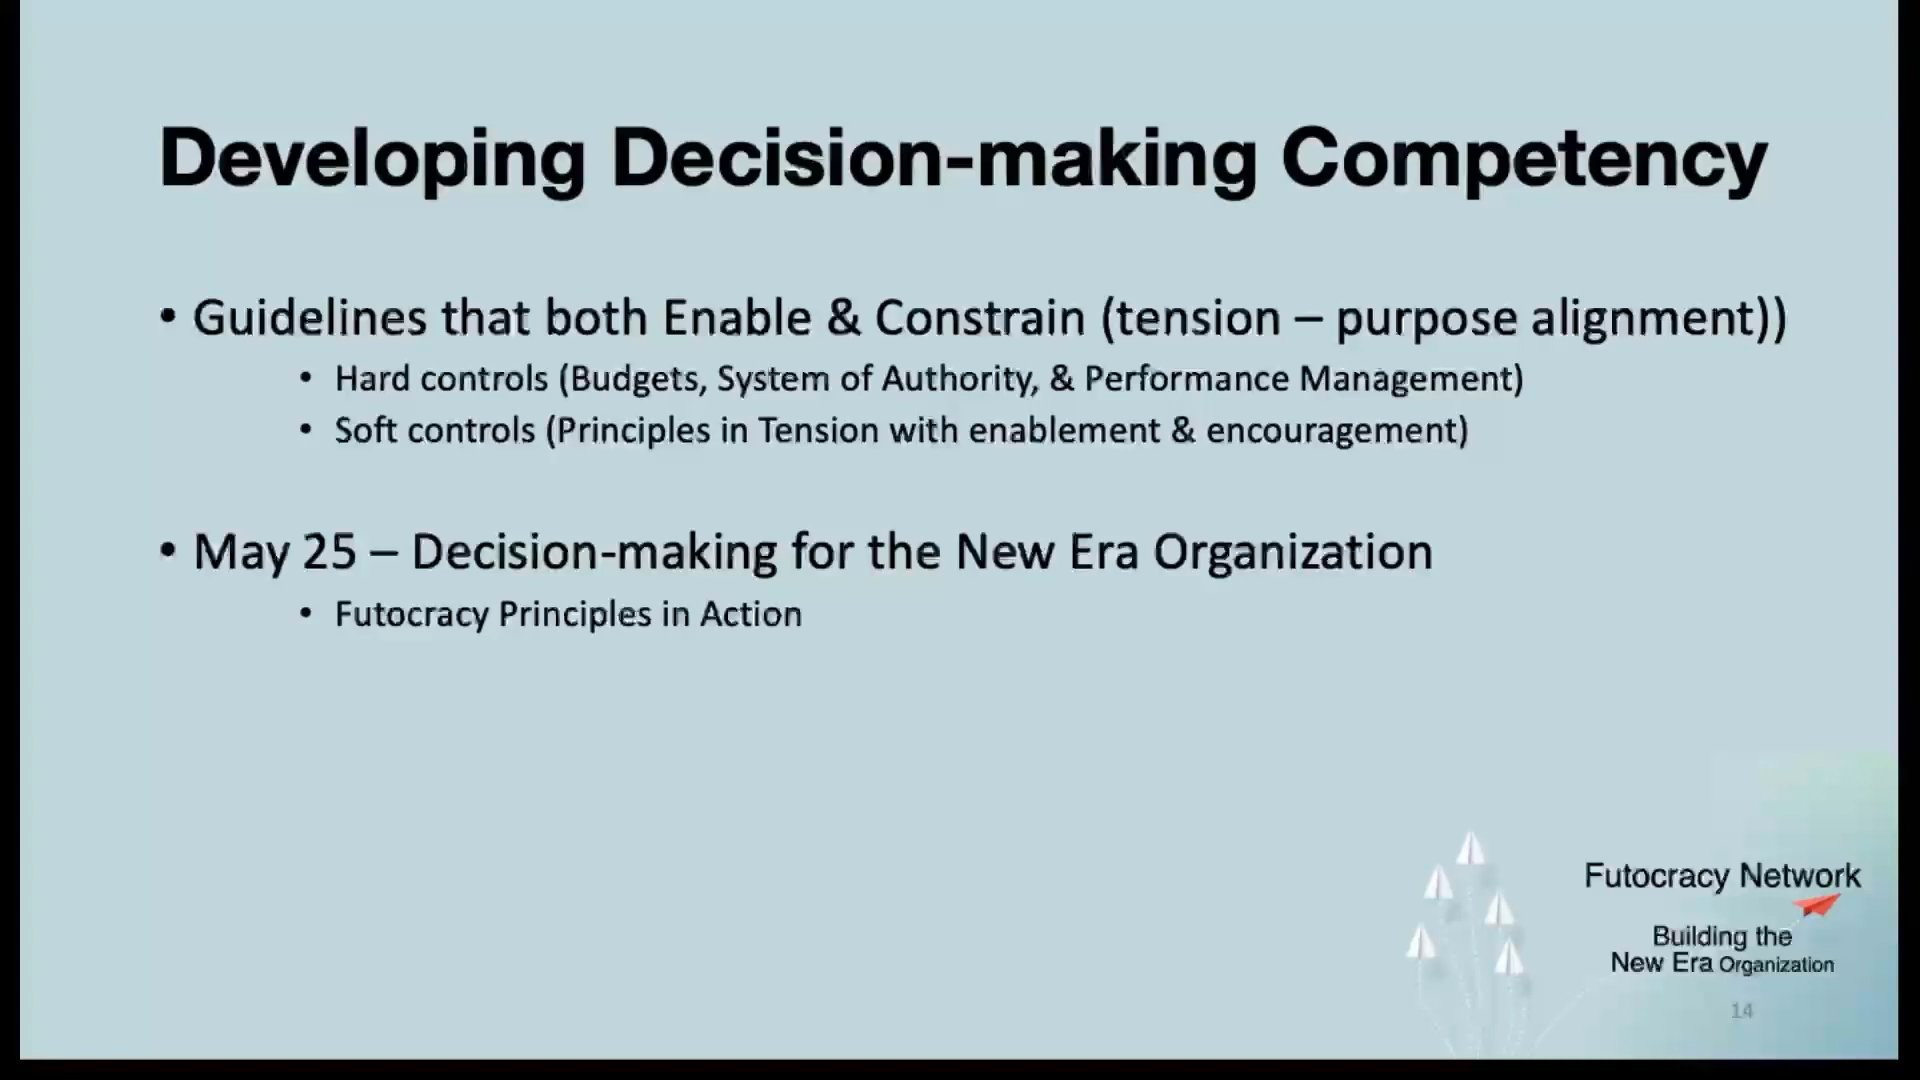 Developing Decision-making Competency
• Guidelines that both Enable & Constrain (tension – purpose alignment))
• Hard controls (Budgets, System of Authority, & Performance Management)
• Soft controls (Principles in Tension with enablement & encouragement)
• May 25 – Decision-making for the New Era Organization
• Futocracy Principles in Action
Futocracy Network
Building the
New Era Organization
14